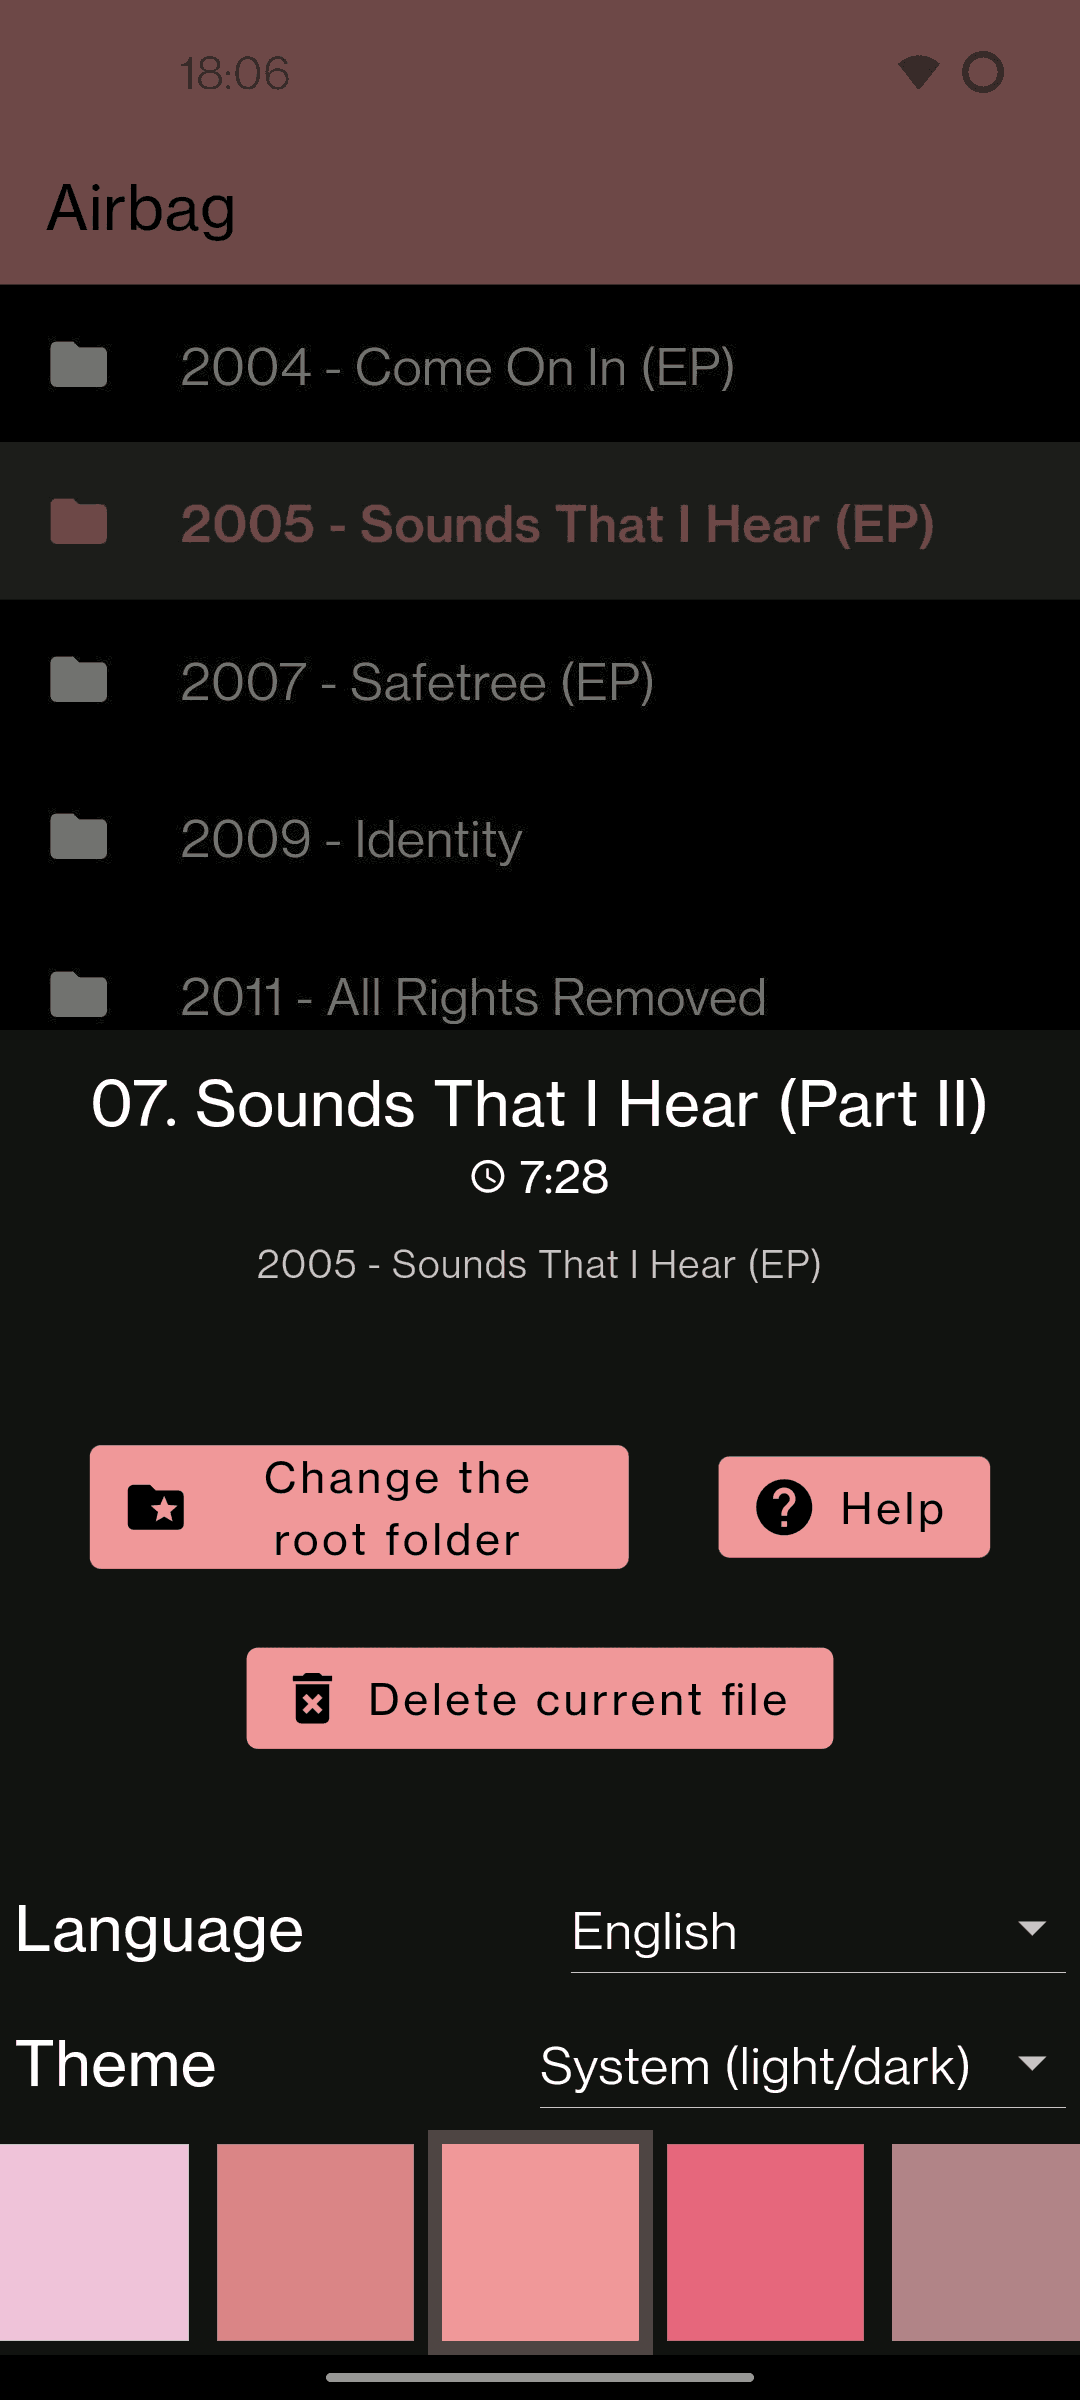 18:06
Airbag
2004 - Come On In (EP)
2005 - Sounds That I Hear (EP)
2007 - Safetree (EP)
2009 - Identity
2011 - All Rights Removed
07. Sounds That I Hear (Part II)
7:28
2005 - Sounds That I Hear (EP)
Change the
root folder
Help
Delete current file
Language
English
Theme
System (light/dark)